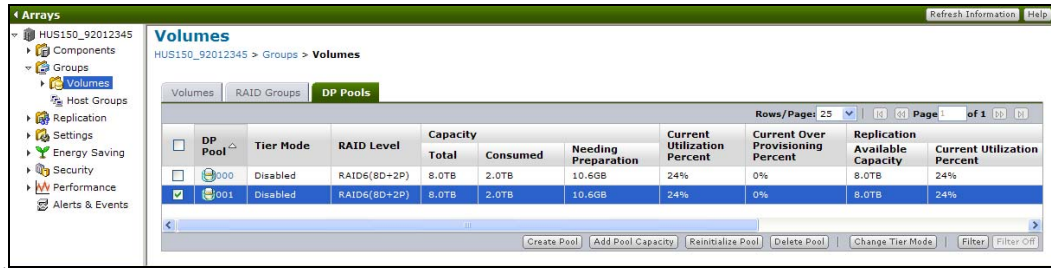 Arrays
Refresh Information Help
HUS150_92012345
Components
Groups
Volumes
Host Groups
Replication
Settings
Energy Saving
Security
Performance
Alerts & Events
Volumes
HUS150_92012345 > Groups > Volumes
Volumes RAID Groups DP Pools
Rows/Page: 25 Page 1 of 1
DP Pool Tier Mode RAID Level Capacity Current Utilization Percent Current Over Provisioning Percent Replication
Total Consumed Needing Preparation Available Capacity Current Utilization Percent
000 Disabled RAID6(8D+2P) 8.0TB 2.0TB 10.6GB 24% 0% 8.0TB 24%
001 Disabled RAID6(8D+2P) 8.0TB 2.0TB 10.6GB 24% 0% 8.0TB 24%
Create Pool Add Pool Capacity Reinitialize Pool Delete Pool Change Tier Mode Filter Filter Off